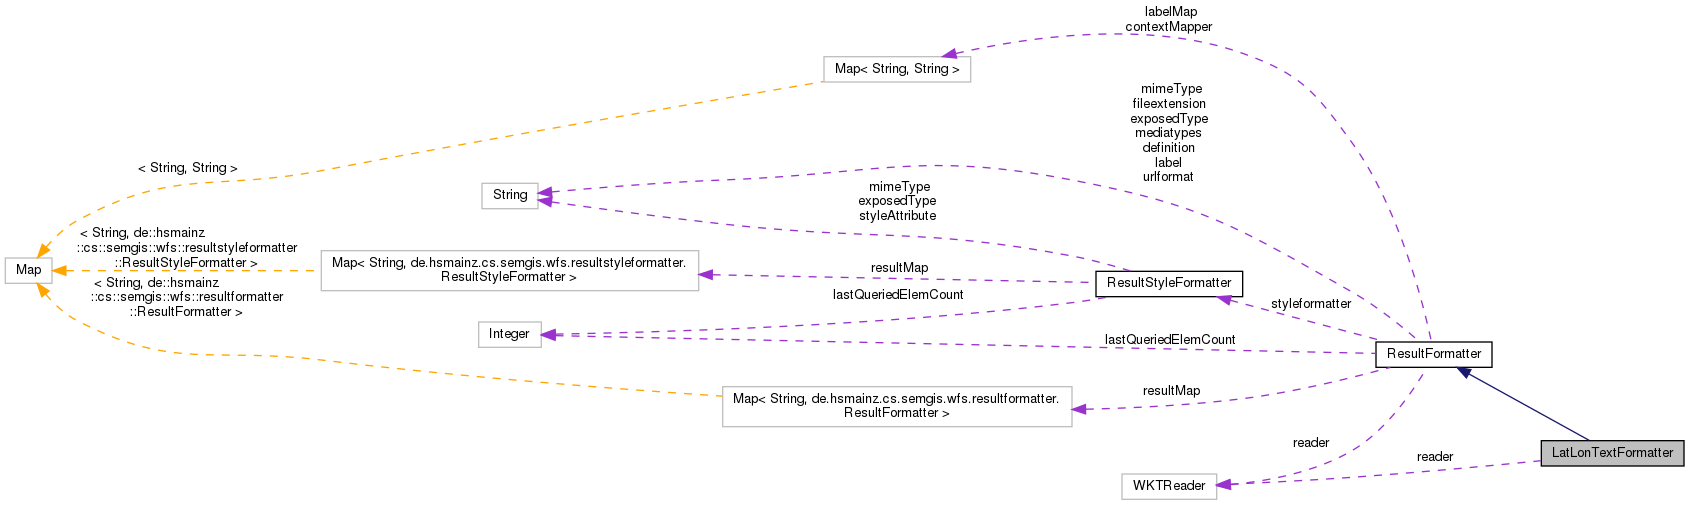 labelMap
contextMapper
Map< String, String >
mimeType
fileextension
exposedType
mediatypes
definition
label
urlformat
< String, String >
String
mimeType
exposedType
styleAttribute
< String, de::hsmainz
::cs::semgis::wfs::resultstyleformatter
::ResultStyleFormatter >
Map
Map< String, de.hsmainz.cs.semgis.wfs.resultstyleformatter.
ResultStyleFormatter >
resultMap
ResultStyleFormatter
< String, de::hsmainz
::cs::semgis::wfs::resultformatter
::ResultFormatter >
lastQueriedElemCount
styleformatter
Integer
lastQueriedElemCount
ResultFormatter
Map< String, de.hsmainz.cs.semgis.wfs.resultformatter.
ResultFormatter >
resultMap
reader
reader
LatLonTextFormatter
WKTReader